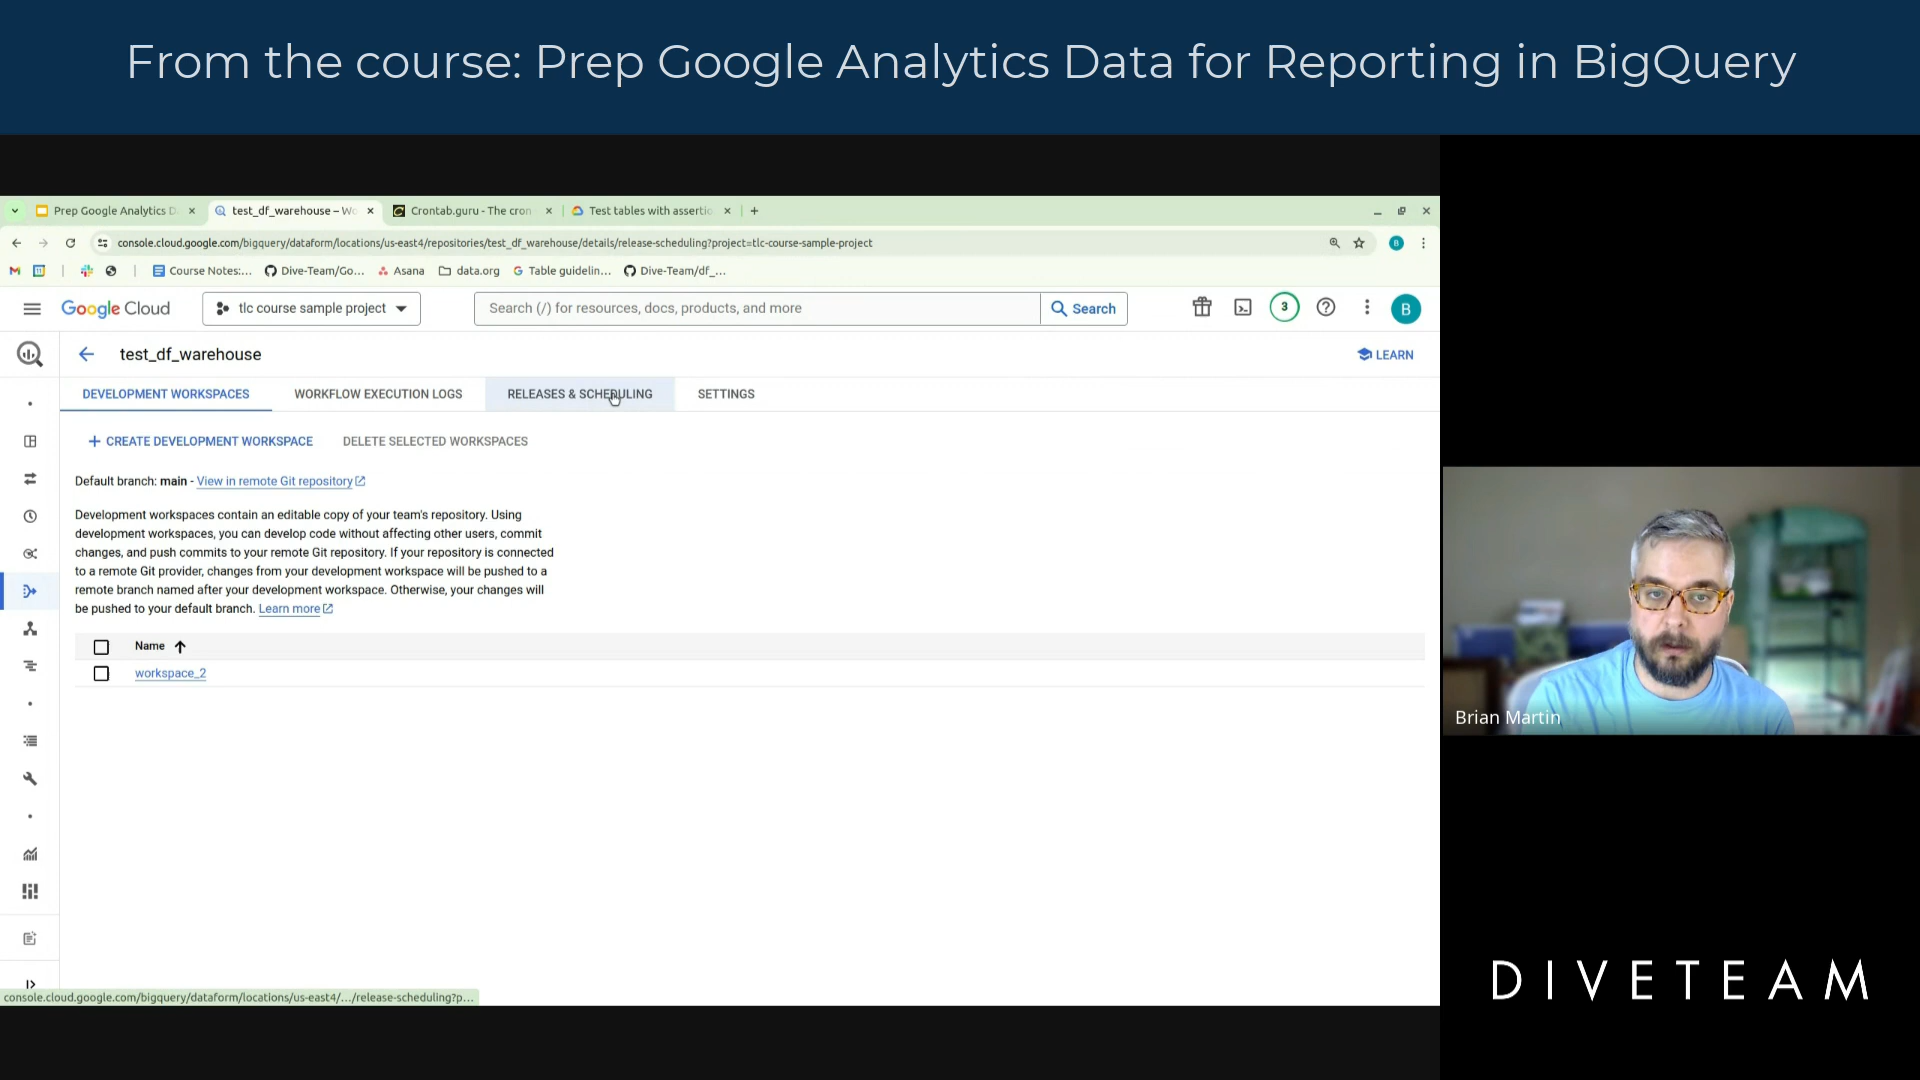 From the course: Prep Google Analytics Data for Reporting in BigQuery
Prep Google Analytics D
test_df_warehouse – Wo
Crontab.guru - The cron
Test tables with assertio
console.cloud.google.com/bigquery/dataform/locations/us-east4/repositories/test_df_warehouse/details/release-scheduling?project=tlc-course-sample-project
B
Course Notes:...
Dive-Team/Go...
Asana
data.org
Table guidelin...
Dive-Team/df_...
Google Cloud
tlc course sample project
Search (/) for resources, docs, products, and more
Search
3
B
test_df_warehouse
LEARN
DEVELOPMENT WORKSPACES
WORKFLOW EXECUTION LOGS
RELEASES & SCHEDULING
SETTINGS
CREATE DEVELOPMENT WORKSPACE
DELETE SELECTED WORKSPACES
Default branch: main - View in remote Git repository
Development workspaces contain an editable copy of your team's repository. Using
development workspaces, you can develop code without affecting other users, commit
changes, and push commits to your remote Git repository. If your repository is connected
to a remote Git provider, changes from your development workspace will be pushed to a
remote branch named after your development workspace. Otherwise, your changes will
be pushed to your default branch. Learn more
Name
workspace_2
console.cloud.google.com/bigquery/dataform/locations/us-east4/.../release-scheduling?p...
Brian Martin
DIVETEAM